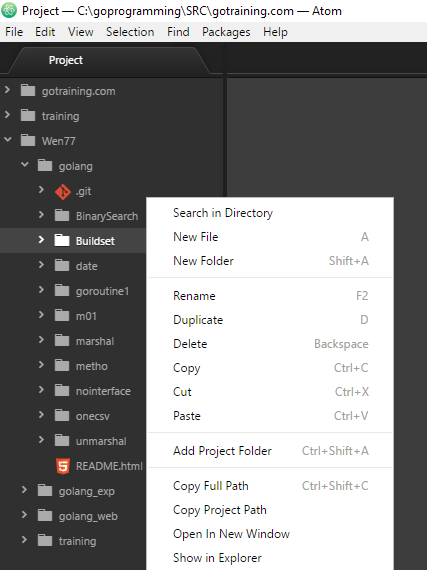 Project — C:\goprogramming\SRC\gotraining.com — Atom
File Edit View Selection Find Packages Help
Project
gotraining.com
training
Wen77
golang
.git
BinarySearch
Buildset
date
goroutine1
m01
marshal
metho
nointerface
onecsv
unmarshal
README.html
golang_exp
golang_web
training
Search in Directory
New File A
New Folder Shift+A
Rename F2
Duplicate D
Delete Backspace
Copy Ctrl+C
Cut Ctrl+X
Paste Ctrl+V
Add Project Folder Ctrl+Shift+A
Copy Full Path Ctrl+Shift+C
Copy Project Path
Open In New Window
Show in Explorer